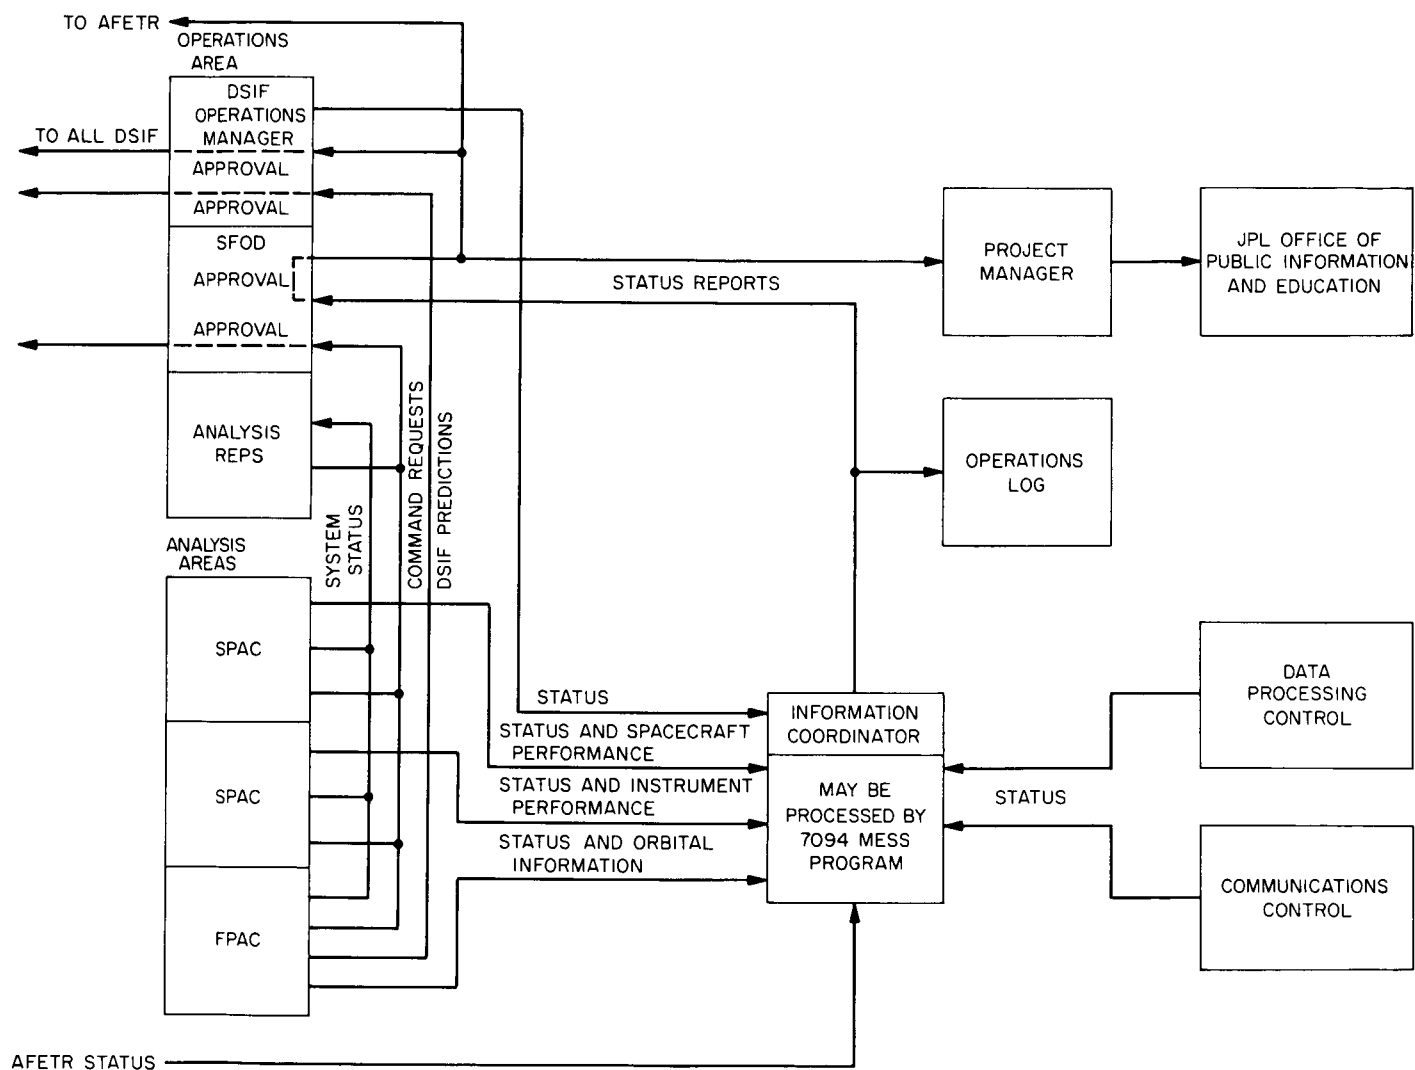 TO AFETR
OPERATIONS
AREA
DSIF
OPERATIONS
MANAGER
TO ALL DSIF
APPROVAL
APPROVAL
SFOD
APPROVAL
APPROVAL
ANALYSIS
REPS
STATUS REPORTS
PROJECT
MANAGER
JPL OFFICE OF
PUBLIC INFORMATION
AND EDUCATION
OPERATIONS
LOG
SYSTEM
STATUS
COMMAND REQUESTS
DSIF PREDICTIONS
ANALYSIS
AREAS
SPAC
SPAC
FPAC
STATUS
STATUS AND SPACECRAFT
PERFORMANCE
STATUS AND INSTRUMENT
PERFORMANCE
STATUS AND ORBITAL
INFORMATION
INFORMATION
COORDINATOR
MAY BE
PROCESSED BY
7094 MESS
PROGRAM
STATUS
DATA
PROCESSING
CONTROL
COMMUNICATIONS
CONTROL
AFETR STATUS